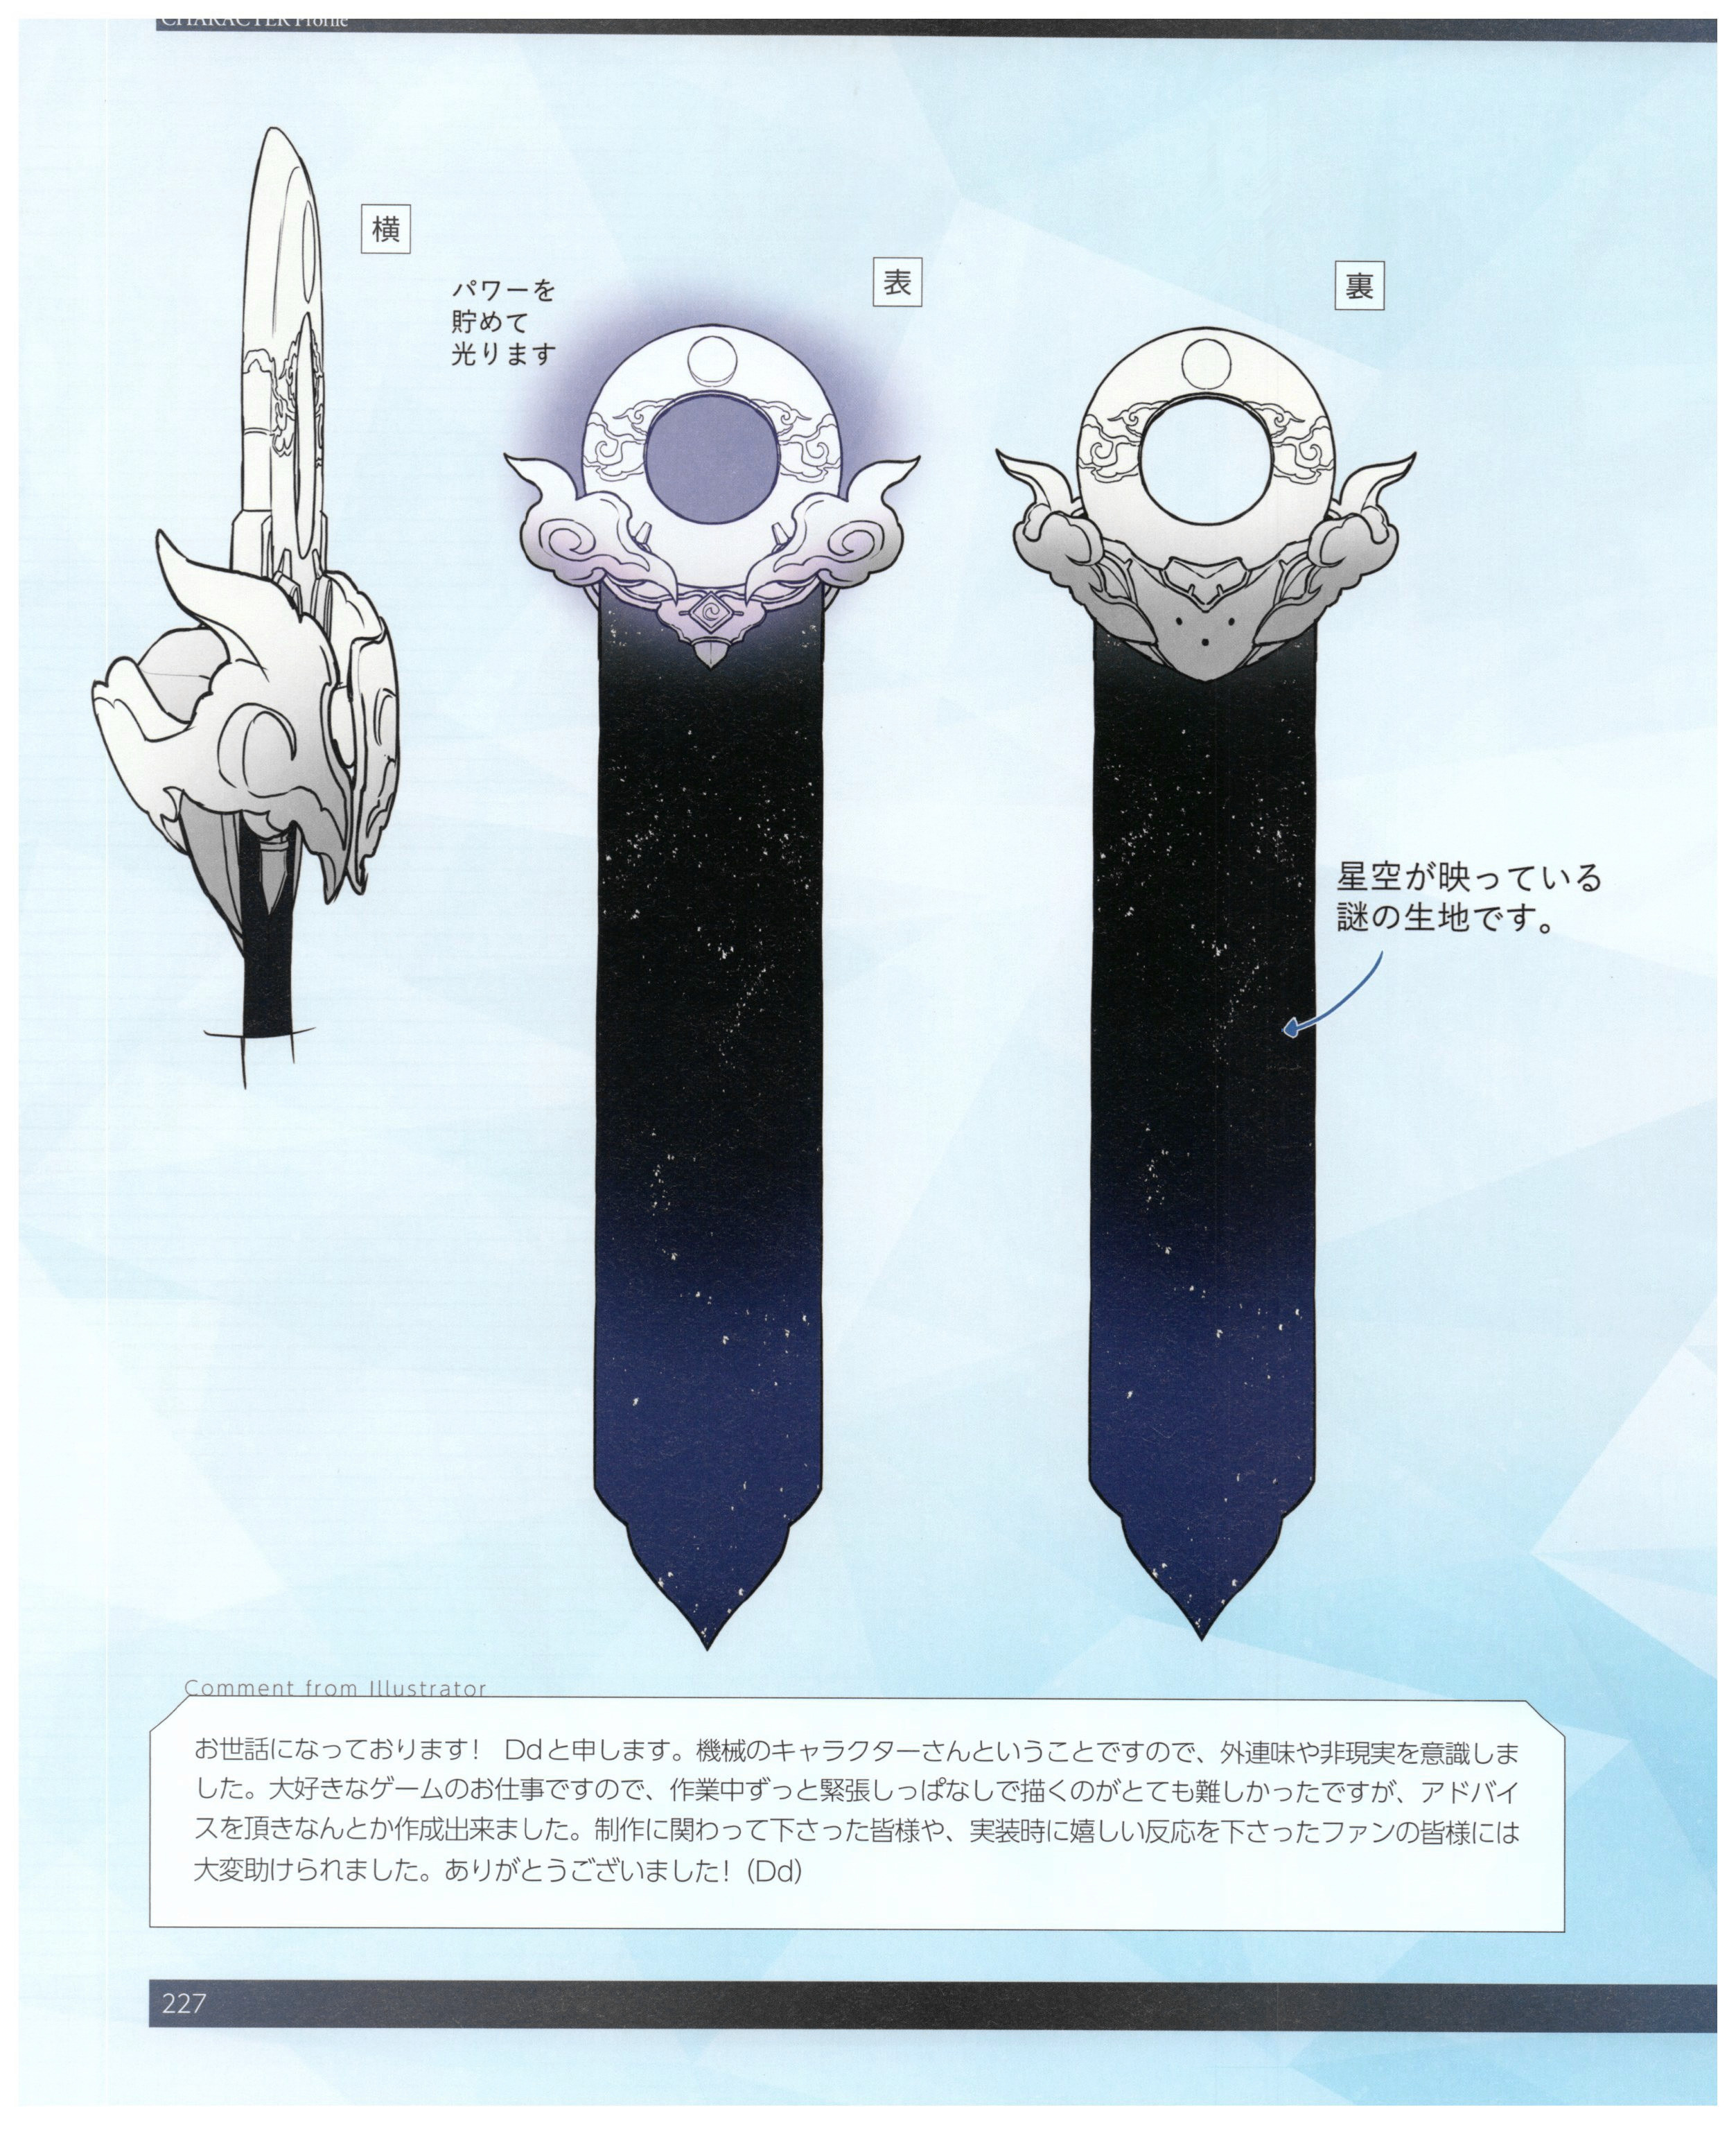 CHARACTER Profile
横
パワーを
貯めて
光ります
表
裏
星空が映っている
謎の生地です。
Comment from Illustrator
お世話になっております！　Ddと申します。機械のキャラクターさんということですので、外連味や非現実を意識しま
した。大好きなゲームのお仕事ですので、作業中ずっと緊張しっぱなしで描くのがとても難しかったですが、アドバイ
スを頂きなんとか作成出来ました。制作に関わって下さった皆様や、実装時に嬉しい反応を下さったファンの皆様には
大変助けられました。ありがとうございました！（Dd）
227